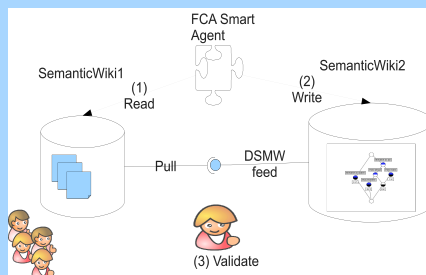 FCA Smart
Agent
SemanticWiki1
(1)
Read
SemanticWiki2
(2)
Write
Pull
DSMW
feed
(3) Validate